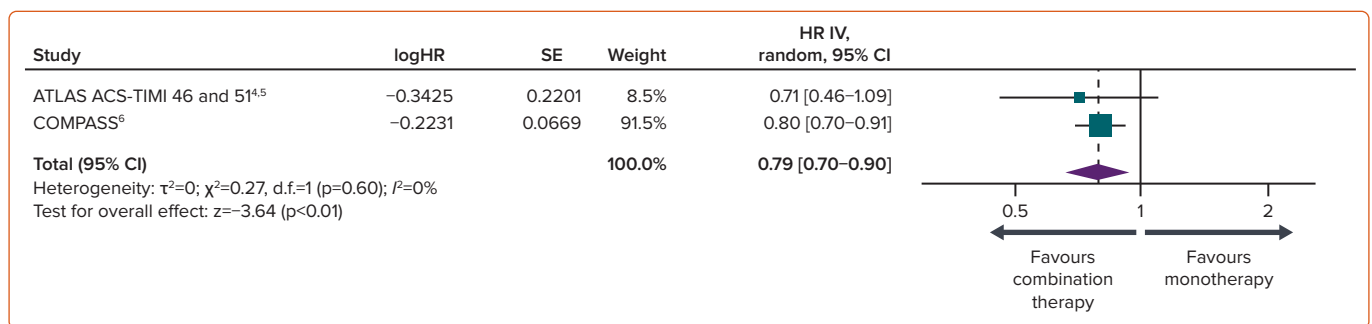 HR IV,
Study logHR SE Weight random, 95% CI
ATLAS ACS-TIMI 46 and 51⁴,⁵ −0.3425 0.2201 8.5% 0.71 [0.46−1.09]
COMPASS⁶ −0.2231 0.0669 91.5% 0.80 [0.70−0.91]
Total (95% CI) 100.0% 0.79 [0.70−0.90]
Heterogeneity: τ²=0; χ²=0.27, d.f.=1 (p=0.60); I²=0%
Test for overall effect: z=−3.64 (p<0.01)
0.5 1 2
Favours
combination
therapy
Favours
monotherapy